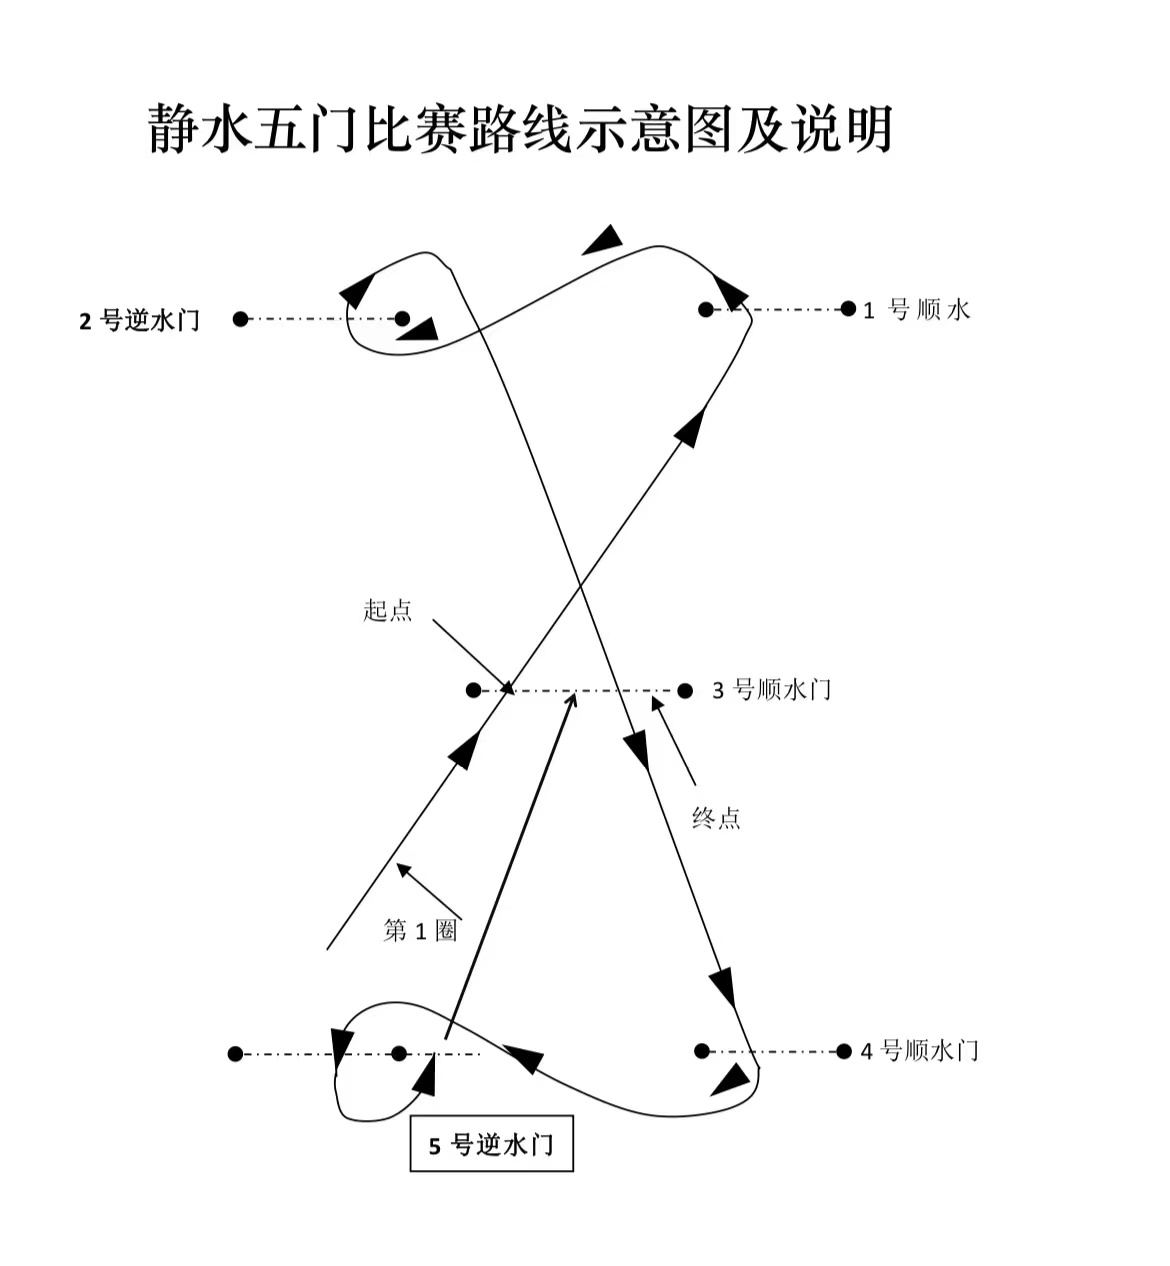 静水五门比赛路线示意图及说明
2 号逆水门
1 号 顺 水
起点
3 号顺水门
终点
第 1 圈
4 号顺水门
5 号逆水门